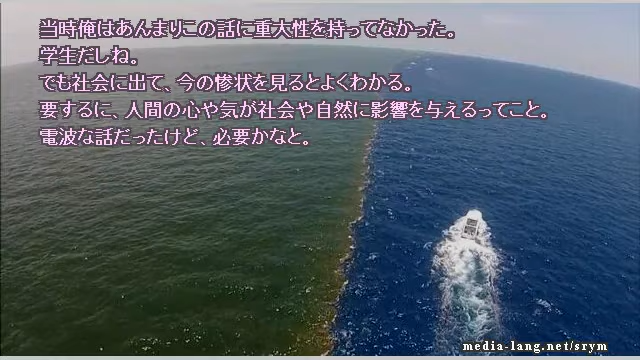 当時俺はあんまりこの話に重大性を持ってなかった。
学生だしね。
でも社会に出て、今の惨状を見るとよくわかる。
要するに、人間の心や気が社会や自然に影響を与えるってこと。
電波な話だったけど、必要かなと。
media-lang.net/srym